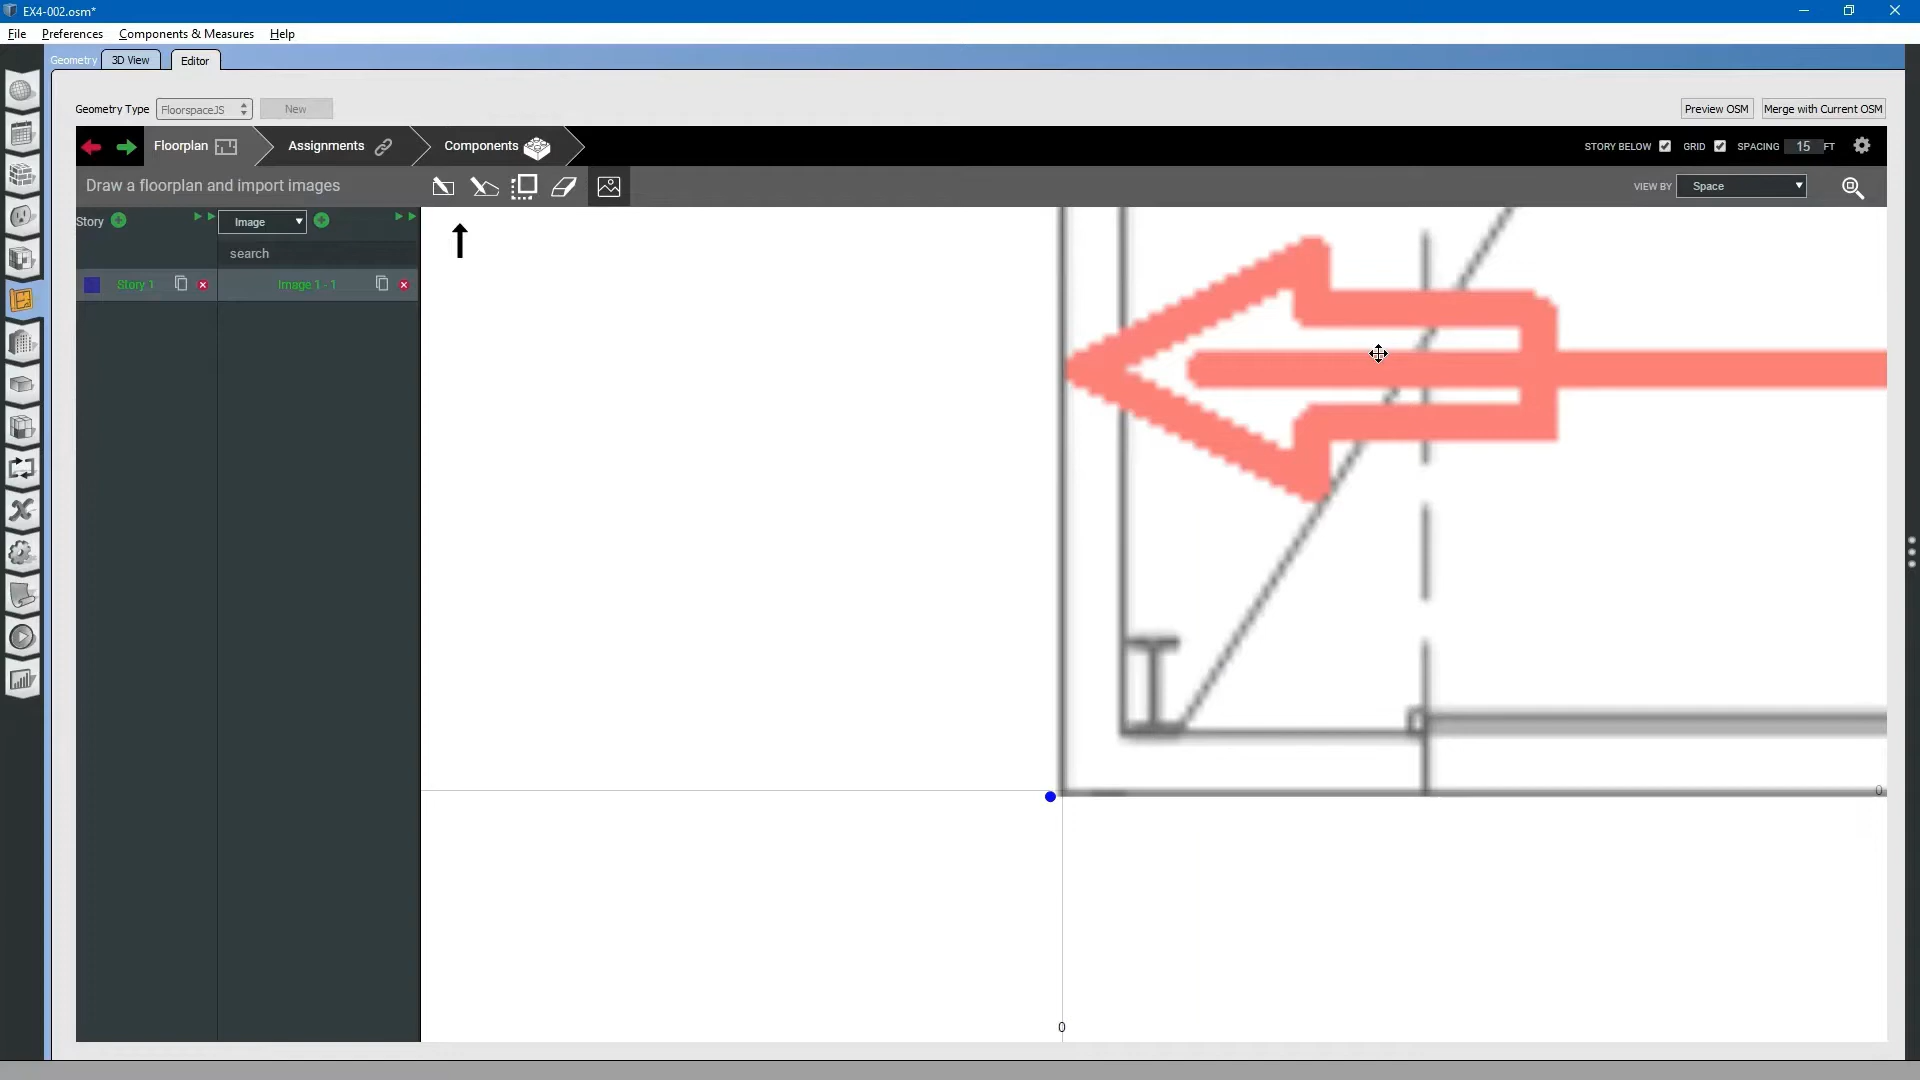 EX4-002.osm*
File Preferences Components & Measures Help
Geometry 3D View Editor
Geometry Type FloorspaceJS New Preview OSM Merge with Current OSM
Floorplan Assignments Components STORY BELOW GRID SPACING 15 FT
Draw a floorplan and import images VIEW BY Space
Story Image
search
Story 1 Image 1 - 1
0
0